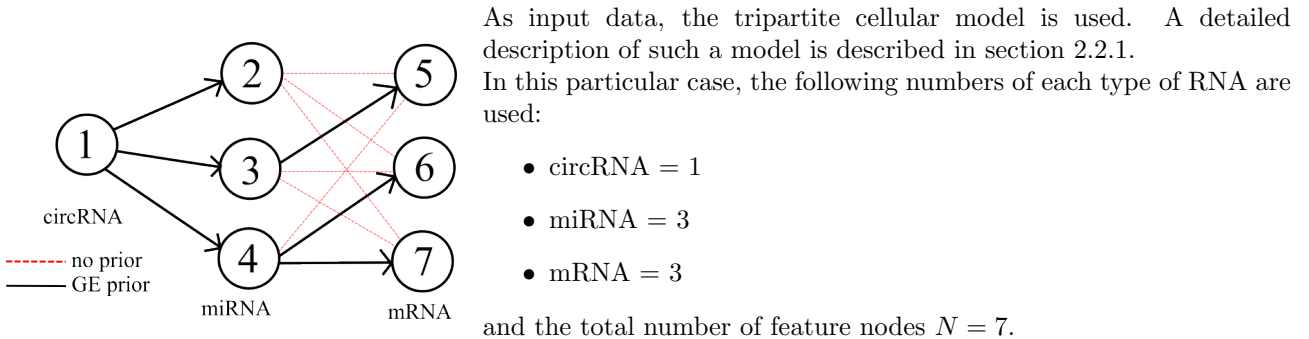 1
2
3
4
5
6
7
circRNA
no prior
GE prior
miRNA
mRNA
As input data, the tripartite cellular model is used. A detailed
description of such a model is described in section 2.2.1.
In this particular case, the following numbers of each type of RNA are
used:
• circRNA = 1
• miRNA = 3
• mRNA = 3
and the total number of feature nodes N = 7.